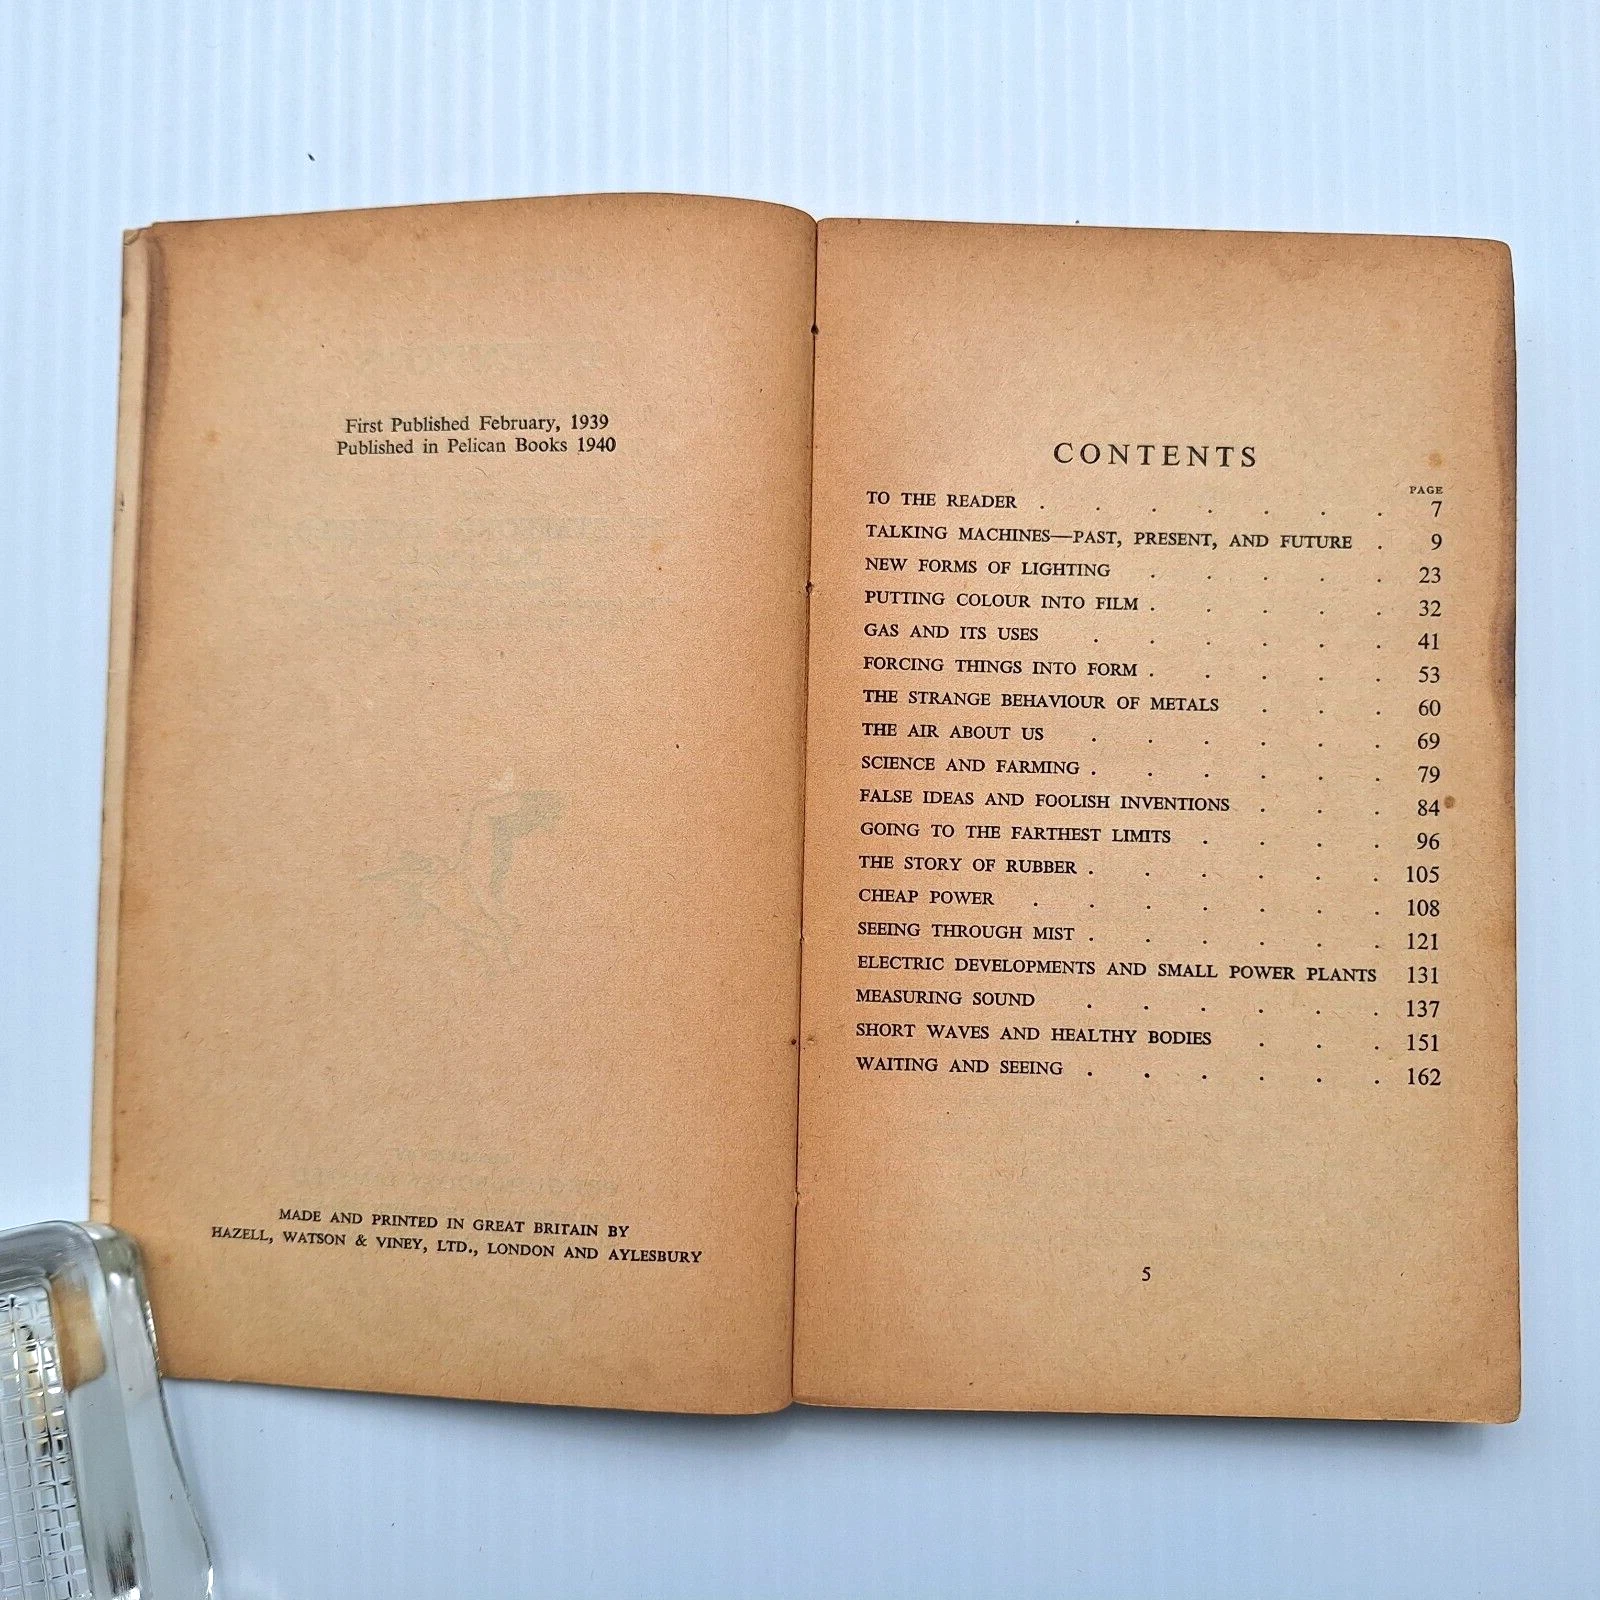 First Published February, 1939
Published in Pelican Books 1940
MADE AND PRINTED IN GREAT BRITAIN BY
HAZELL, WATSON & VINEY, LTD., LONDON AND AYLESBURY
CONTENTS
PAGE
TO THE READER . . . . . . . 7
TALKING MACHINES—PAST, PRESENT, AND FUTURE . 9
NEW FORMS OF LIGHTING . . . . . 23
PUTTING COLOUR INTO FILM . . . . . 32
GAS AND ITS USES . . . . . . 41
FORCING THINGS INTO FORM . . . . . 53
THE STRANGE BEHAVIOUR OF METALS . . . 60
THE AIR ABOUT US . . . . . . 69
SCIENCE AND FARMING . . . . . . 79
FALSE IDEAS AND FOOLISH INVENTIONS . . . 84
GOING TO THE FARTHEST LIMITS . . . . 96
THE STORY OF RUBBER . . . . . . 105
CHEAP POWER . . . . . . . 108
SEEING THROUGH MIST . . . . . . 121
ELECTRIC DEVELOPMENTS AND SMALL POWER PLANTS 131
MEASURING SOUND . . . . . . 137
SHORT WAVES AND HEALTHY BODIES . . . 151
WAITING AND SEEING . . . . . . 162
5